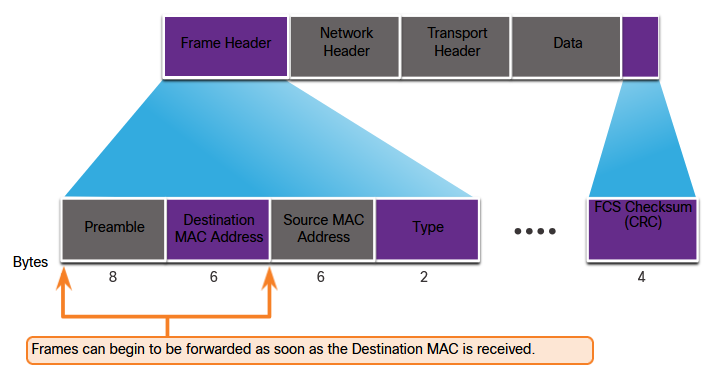 Frame Header
Network
Header
Transport
Header
Data
Preamble
Destination
MAC Address
Source MAC
Address
Type
FCS Checksum
(CRC)
Bytes
8
6
6
2
4
Frames can begin to be forwarded as soon as the Destination MAC is received.